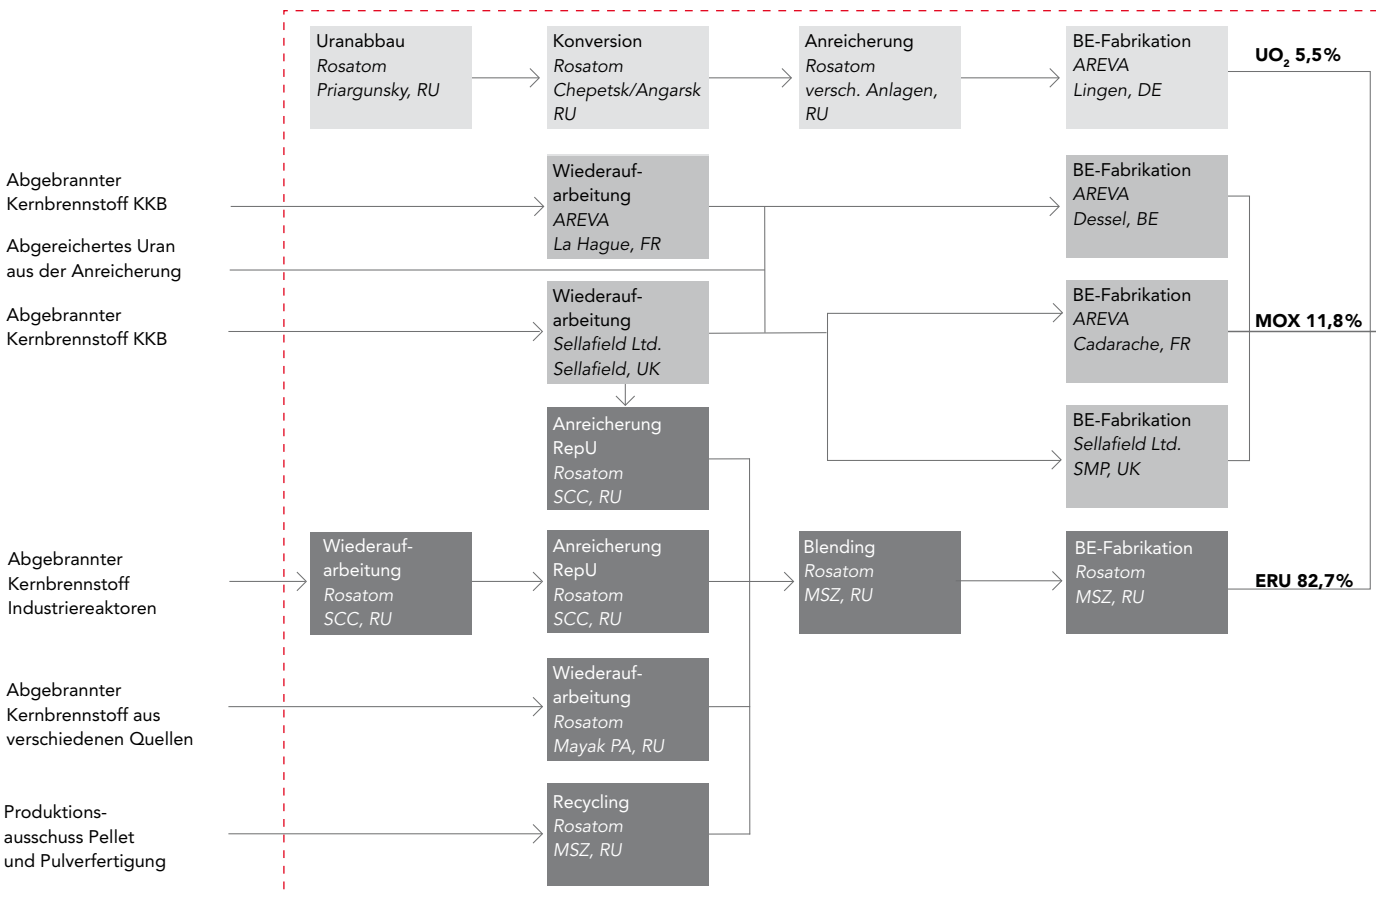 Uranabbau
Rosatom
Priargunsky, RU
Konversion
Rosatom
Chepetsk/Angarsk
RU
Anreicherung
Rosatom
versch. Anlagen,
RU
BE-Fabrikation
AREVA
Lingen, DE
UO₂ 5,5%
Abgebrannter
Kernbrennstoff KKB
Wiederauf-
arbeitung
AREVA
La Hague, FR
BE-Fabrikation
AREVA
Dessel, BE
Abgereichertes Uran
aus der Anreicherung
Abgebrannter
Kernbrennstoff KKB
Wiederauf-
arbeitung
Sellafield Ltd.
Sellafield, UK
BE-Fabrikation
AREVA
Cadarache, FR
MOX 11,8%
Anreicherung
RepU
Rosatom
SCC, RU
BE-Fabrikation
Sellafield Ltd.
SMP, UK
Abgebrannter
Kernbrennstoff
Industriereaktoren
Wiederauf-
arbeitung
Rosatom
SCC, RU
Anreicherung
RepU
Rosatom
SCC, RU
Blending
Rosatom
MSZ, RU
BE-Fabrikation
Rosatom
MSZ, RU
ERU 82,7%
Abgebrannter
Kernbrennstoff aus
verschiedenen Quellen
Wiederauf-
arbeitung
Rosatom
Mayak PA, RU
Produktions-
ausschuss Pellet
und Pulverfertigung
Recycling
Rosatom
MSZ, RU